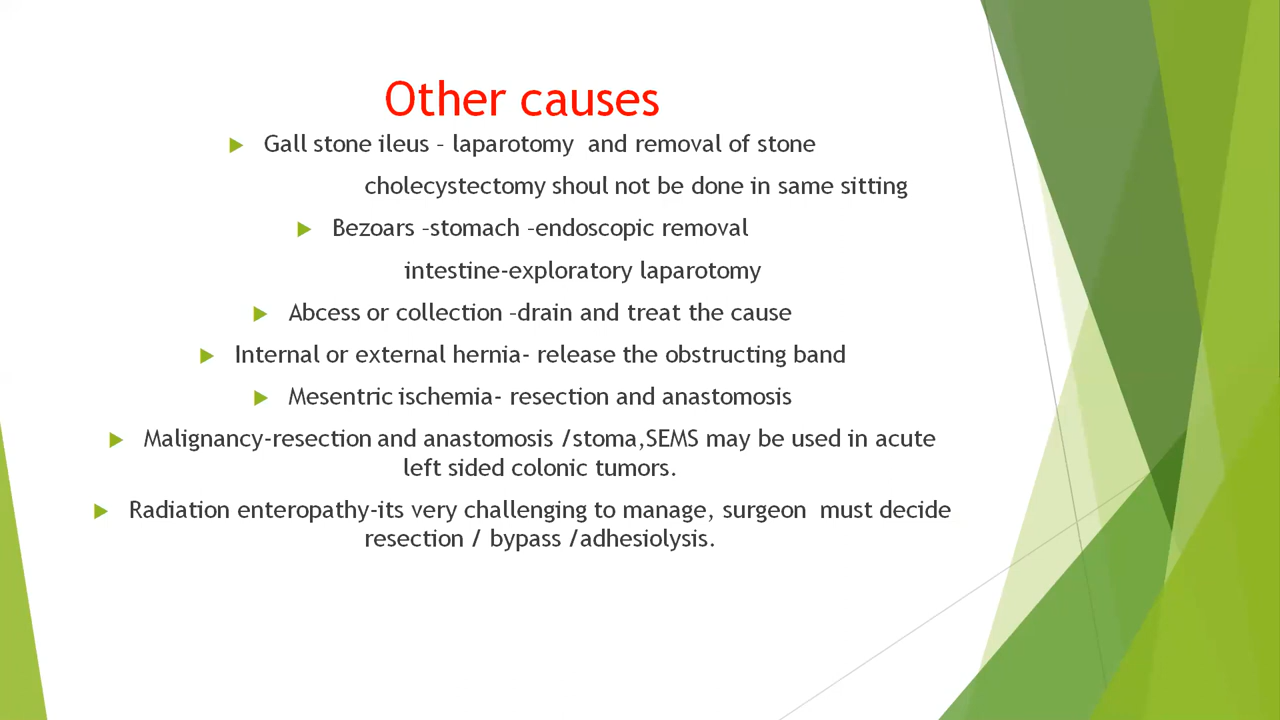 Other causes
Gall stone ileus – laparotomy and removal of stone
cholecystectomy shoul not be done in same sitting
Bezoars –stomach –endoscopic removal
intestine-exploratory laparotomy
Abcess or collection –drain and treat the cause
Internal or external hernia- release the obstructing band
Mesentric ischemia- resection and anastomosis
Malignancy-resection and anastomosis /stoma,SEMS may be used in acute
left sided colonic tumors.
Radiation enteropathy-its very challenging to manage, surgeon must decide
resection / bypass /adhesiolysis.